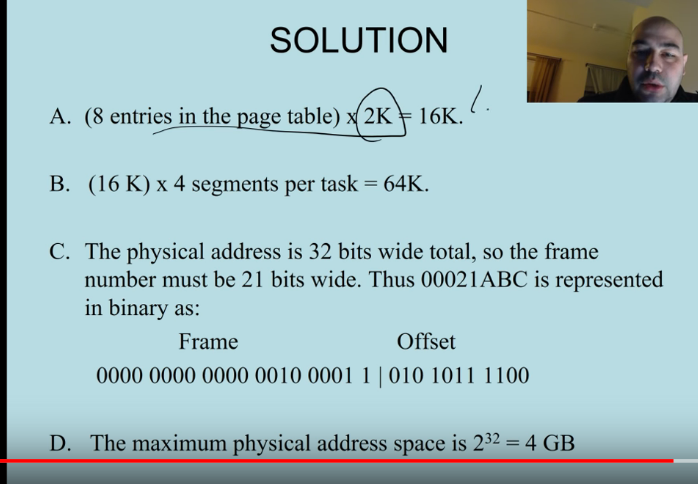 SOLUTION
A. (8 entries in the page table) x 2K = 16K.
B. (16 K) x 4 segments per task = 64K.
C. The physical address is 32 bits wide total, so the frame
number must be 21 bits wide. Thus 00021ABC is represented
in binary as:
Frame Offset
0000 0000 0000 0010 0001 1 | 010 1011 1100
D. The maximum physical address space is 2³² = 4 GB